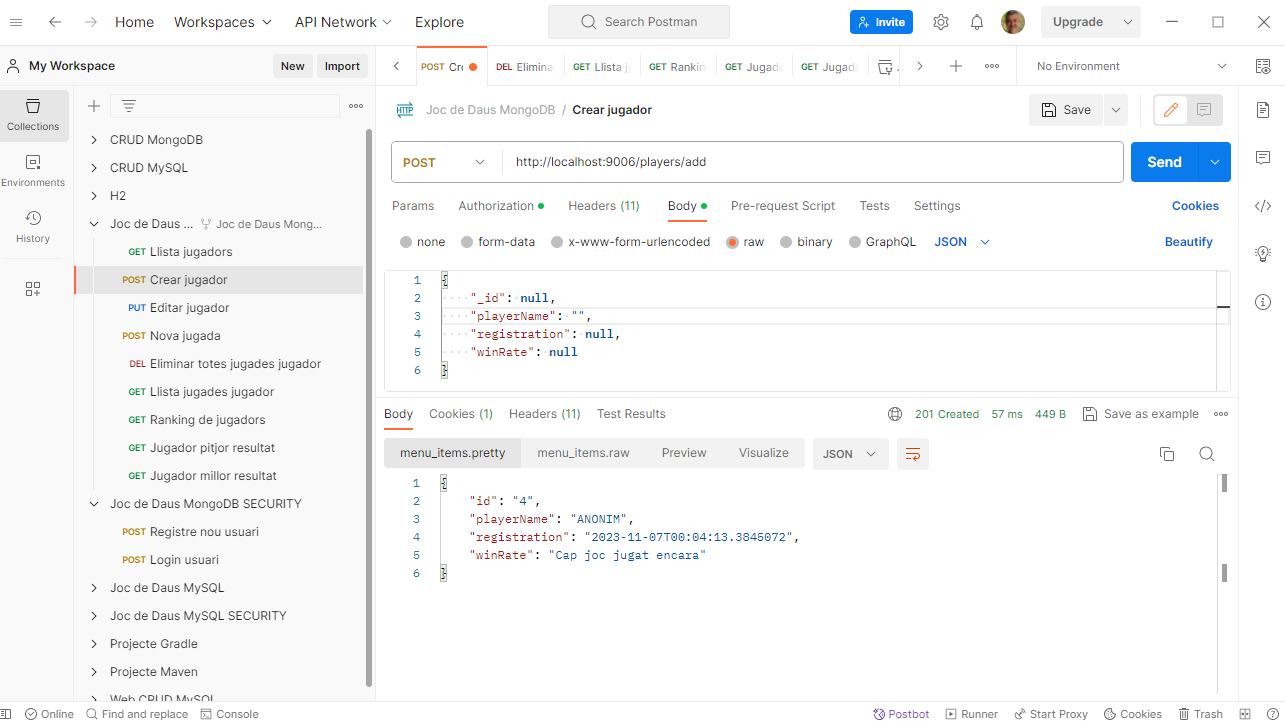 Home Workspaces API Network Explore Search Postman Invite Upgrade
My Workspace New Import
POST Cr DEL Elimina GET Llista j GET Rankin GET Jugad GET Jugad No Environment
Collections
Environments
History
CRUD MongoDB
CRUD MySQL
H2
Joc de Daus ... Joc de Daus Mong...
GET Llista jugadors
POST Crear jugador
PUT Editar jugador
POST Nova jugada
DEL Eliminar totes jugades jugador
GET Llista jugades jugador
GET Ranking de jugadors
GET Jugador pitjor resultat
GET Jugador millor resultat
Joc de Daus MongoDB SECURITY
POST Registre nou usuari
POST Login usuari
Joc de Daus MySQL
Joc de Daus MySQL SECURITY
Projecte Gradle
Projecte Maven
Web CRUD MySQL
HTTP Joc de Daus MongoDB / Crear jugador Save
POST http://localhost:9006/players/add Send
Params Authorization Headers (11) Body Pre-request Script Tests Settings Cookies
none form-data x-www-form-urlencoded raw binary GraphQL JSON Beautify
1 {
2 "_id": null,
3 "playerName": "",
4 "registration": null,
5 "winRate": null
6 }
Body Cookies (1) Headers (11) Test Results 201 Created 57 ms 449 B Save as example
menu_items.pretty menu_items.raw Preview Visualize JSON
1 {
2 "id": "4",
3 "playerName": "ANONIM",
4 "registration": "2023-11-07T00:04:13.3845072",
5 "winRate": "Cap joc jugat encara"
6 }
Online Find and replace Console Postbot Runner Start Proxy Cookies Trash